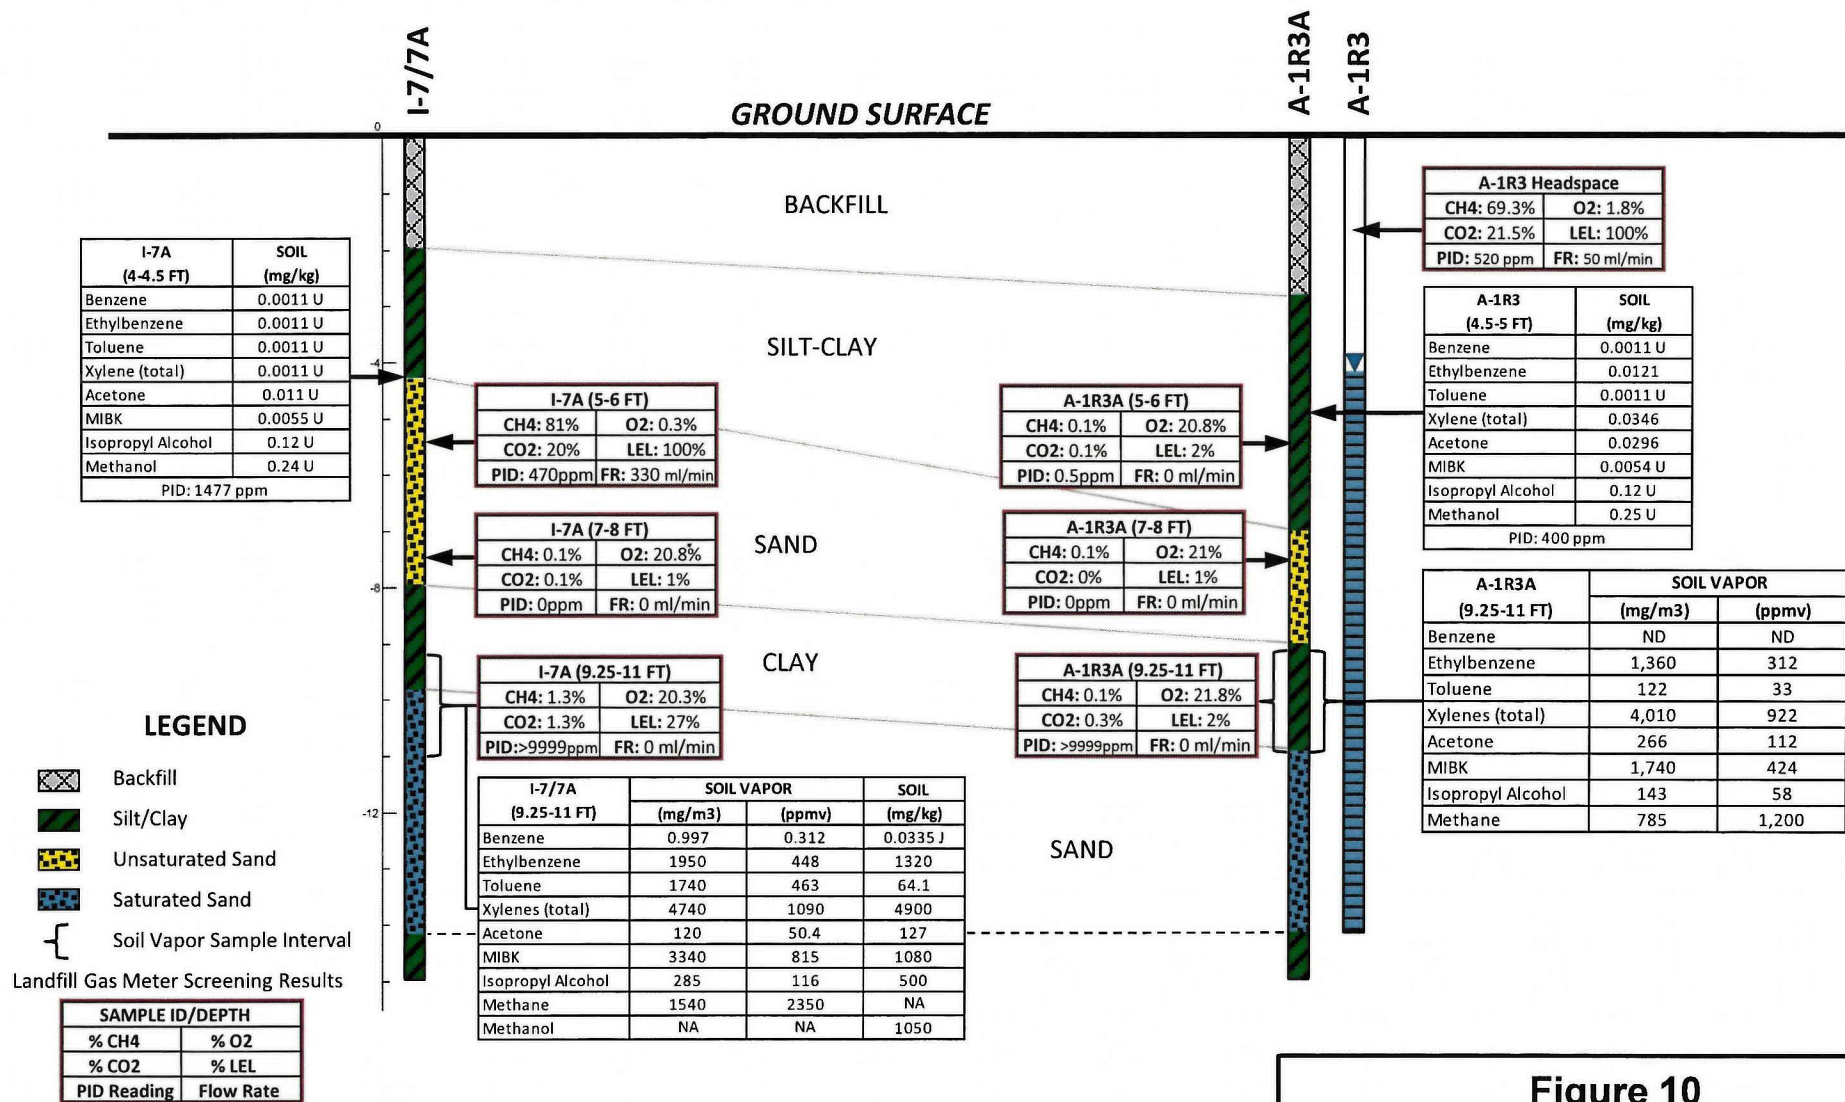 I-7/7A
A-1R3A
A-1R3
GROUND SURFACE
0
-4
-8
-12
BACKFILL
SILT-CLAY
SAND
CLAY
SAND
I-7A SOIL
(4-4.5 FT) (mg/kg)
Benzene 0.0011 U
Ethylbenzene 0.0011 U
Toluene 0.0011 U
Xylene (total) 0.0011 U
Acetone 0.011 U
MIBK 0.0055 U
Isopropyl Alcohol 0.12 U
Methanol 0.24 U
PID: 1477 ppm
I-7A (5-6 FT)
CH4: 81% O2: 0.3%
CO2: 20% LEL: 100%
PID: 470ppm FR: 330 ml/min
I-7A (7-8 FT)
CH4: 0.1% O2: 20.8%
CO2: 0.1% LEL: 1%
PID: 0ppm FR: 0 ml/min
I-7A (9.25-11 FT)
CH4: 1.3% O2: 20.3%
CO2: 1.3% LEL: 27%
PID:>9999ppm FR: 0 ml/min
I-7/7A SOIL VAPOR SOIL
(9.25-11 FT) (mg/m3) (ppmv) (mg/kg)
Benzene 0.997 0.312 0.0335 J
Ethylbenzene 1950 448 1320
Toluene 1740 463 64.1
Xylenes (total) 4740 1090 4900
Acetone 120 50.4 127
MIBK 3340 815 1080
Isopropyl Alcohol 285 116 500
Methane 1540 2350 NA
Methanol NA NA 1050
A-1R3A (5-6 FT)
CH4: 0.1% O2: 20.8%
CO2: 0.1% LEL: 2%
PID: 0.5ppm FR: 0 ml/min
A-1R3A (7-8 FT)
CH4: 0.1% O2: 21%
CO2: 0% LEL: 1%
PID: 0ppm FR: 0 ml/min
A-1R3A (9.25-11 FT)
CH4: 0.1% O2: 21.8%
CO2: 0.3% LEL: 2%
PID: >9999ppm FR: 0 ml/min
A-1R3 Headspace
CH4: 69.3% O2: 1.8%
CO2: 21.5% LEL: 100%
PID: 520 ppm FR: 50 ml/min
A-1R3 SOIL
(4.5-5 FT) (mg/kg)
Benzene 0.0011 U
Ethylbenzene 0.0121
Toluene 0.0011 U
Xylene (total) 0.0346
Acetone 0.0296
MIBK 0.0054 U
Isopropyl Alcohol 0.12 U
Methanol 0.25 U
PID: 400 ppm
A-1R3A SOIL VAPOR
(9.25-11 FT) (mg/m3) (ppmv)
Benzene ND ND
Ethylbenzene 1,360 312
Toluene 122 33
Xylenes (total) 4,010 922
Acetone 266 112
MIBK 1,740 424
Isopropyl Alcohol 143 58
Methane 785 1,200
LEGEND
Backfill
Silt/Clay
Unsaturated Sand
Saturated Sand
Soil Vapor Sample Interval
Landfill Gas Meter Screening Results
SAMPLE ID/DEPTH
% CH4 % O2
% CO2 % LEL
PID Reading Flow Rate
Figure 10